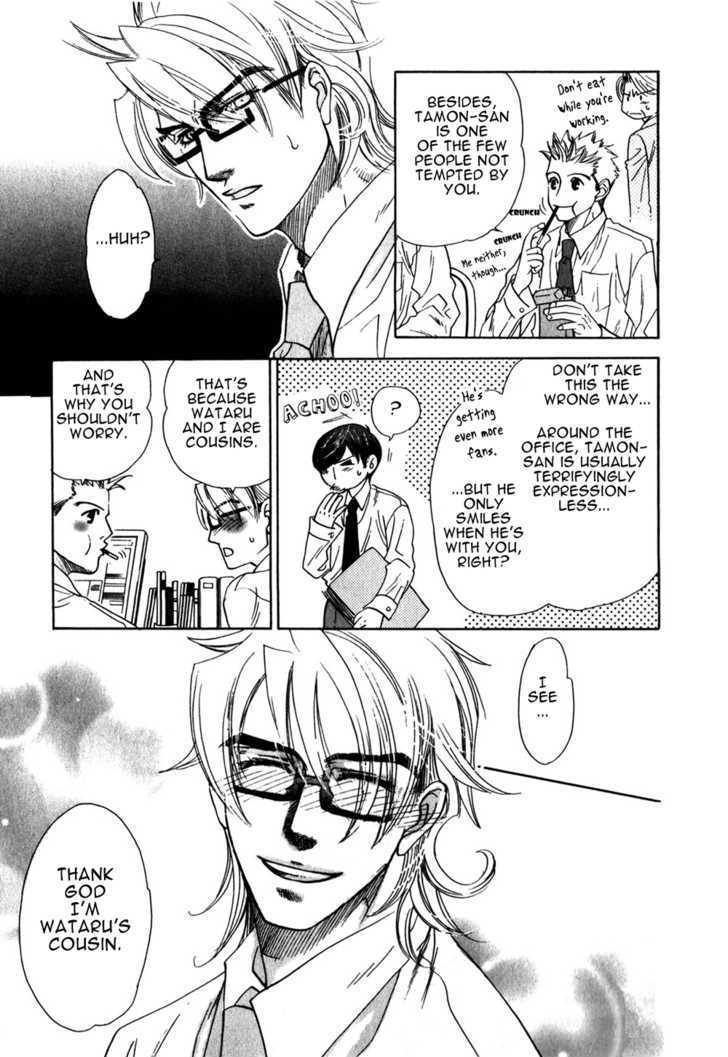 BESIDES,
TAMON-SAN
IS ONE
OF THE FEW
PEOPLE NOT
TEMPTED BY
YOU.
Don't eat
while you're
working.
CRUNCH
CRUNCH
Me neither,
though....
...HUH?
DON'T TAKE
THIS THE
WRONG WAY...
AROUND THE
OFFICE, TAMON-
SAN IS USUALLY
TERRIFYINGLY
EXPRESSION-
LESS...
He's
getting
even more
fans.
...BUT HE
ONLY
SMILES
WHEN HE'S
WITH YOU,
RIGHT?
?
ACHOO!
THAT'S
BECAUSE
WATARU
AND I ARE
COUSINS.
AND
THAT'S
WHY YOU
SHOULDN'T
WORRY.
I
SEE
...
THANK
GOD
I'M
WATARU'S
COUSIN.